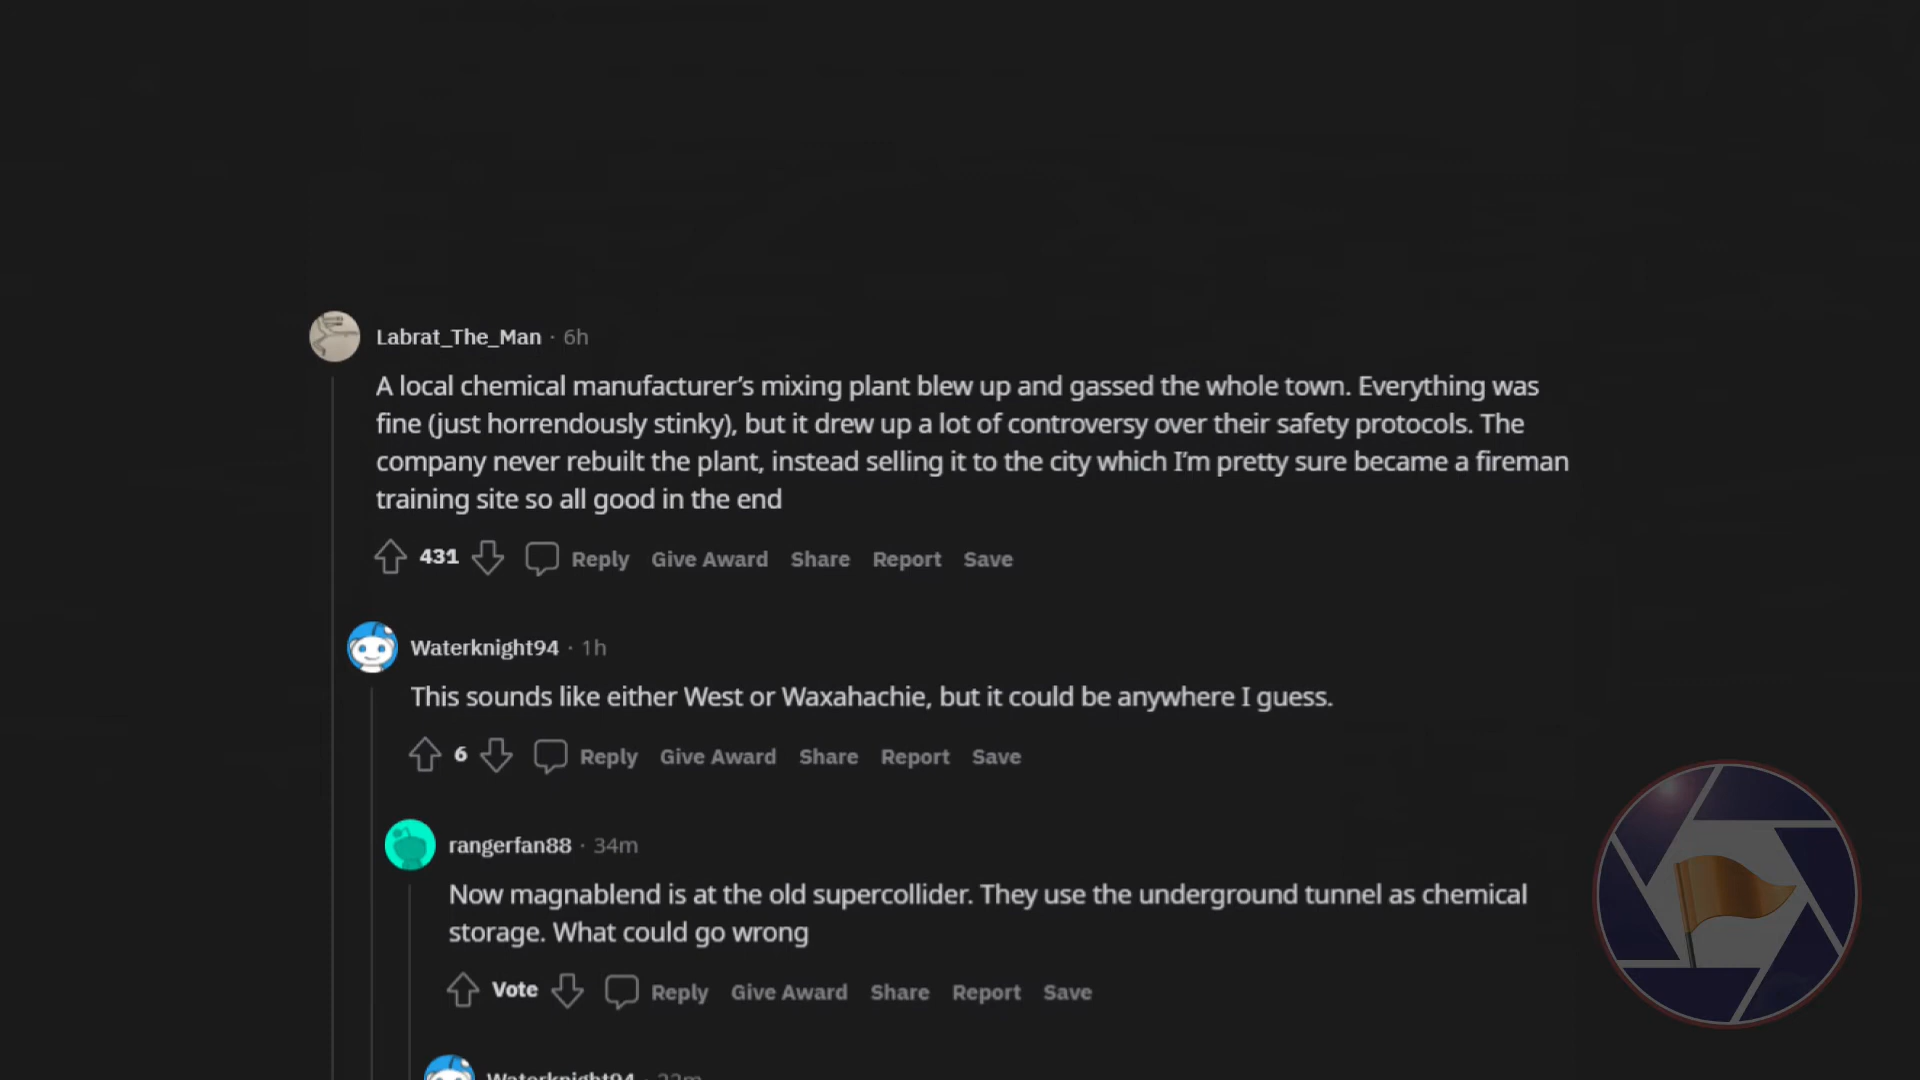 Labrat_The_Man · 6h
A local chemical manufacturer’s mixing plant blew up and gassed the whole town. Everything was
fine (just horrendously stinky), but it drew up a lot of controversy over their safety protocols. The
company never rebuilt the plant, instead selling it to the city which I’m pretty sure became a fireman
training site so all good in the end
431 Reply Give Award Share Report Save
Waterknight94 · 1h
This sounds like either West or Waxahachie, but it could be anywhere I guess.
6 Reply Give Award Share Report Save
rangerfan88 · 34m
Now magnablend is at the old supercollider. They use the underground tunnel as chemical
storage. What could go wrong
Vote Reply Give Award Share Report Save
Waterknight94